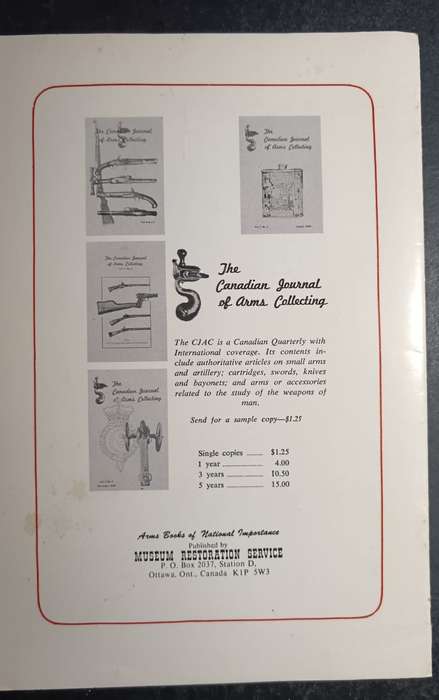 The Canadian Journal
of Arms Collecting
The
Canadian Journal
of Arms Collecting
The Canadian Journal
of Arms Collecting
The
Canadian Journal
of Arms Collecting
The
Canadian Journal
of Arms Collecting
The CJAC is a Canadian Quarterly with
International coverage. Its contents in-
clude authoritative articles on small arms
and artillery; cartridges, swords, knives
and bayonets; and arms or accessories
related to the study of the weapons of
man.
Send for a sample copy—$1.25
Single copies ........ $1.25
1 year .................... 4.00
3 years .................. 10.50
5 years .................. 15.00
Arms Books of National Importance
Published by
MUSEUM RESTORATION SERVICE
P. O. Box 2037, Station D,
Ottawa, Ont., Canada K1P 5W3